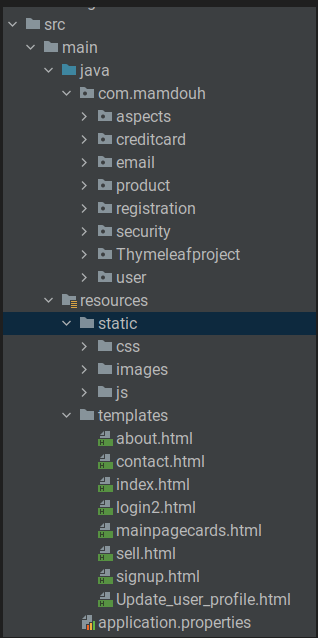 src
main
java
com.mamdouh
aspects
creditcard
email
product
registration
security
Thymeleafproject
user
resources
static
css
images
js
templates
about.html
contact.html
index.html
login2.html
mainpagecards.html
sell.html
signup.html
Update_user_profile.html
application.properties